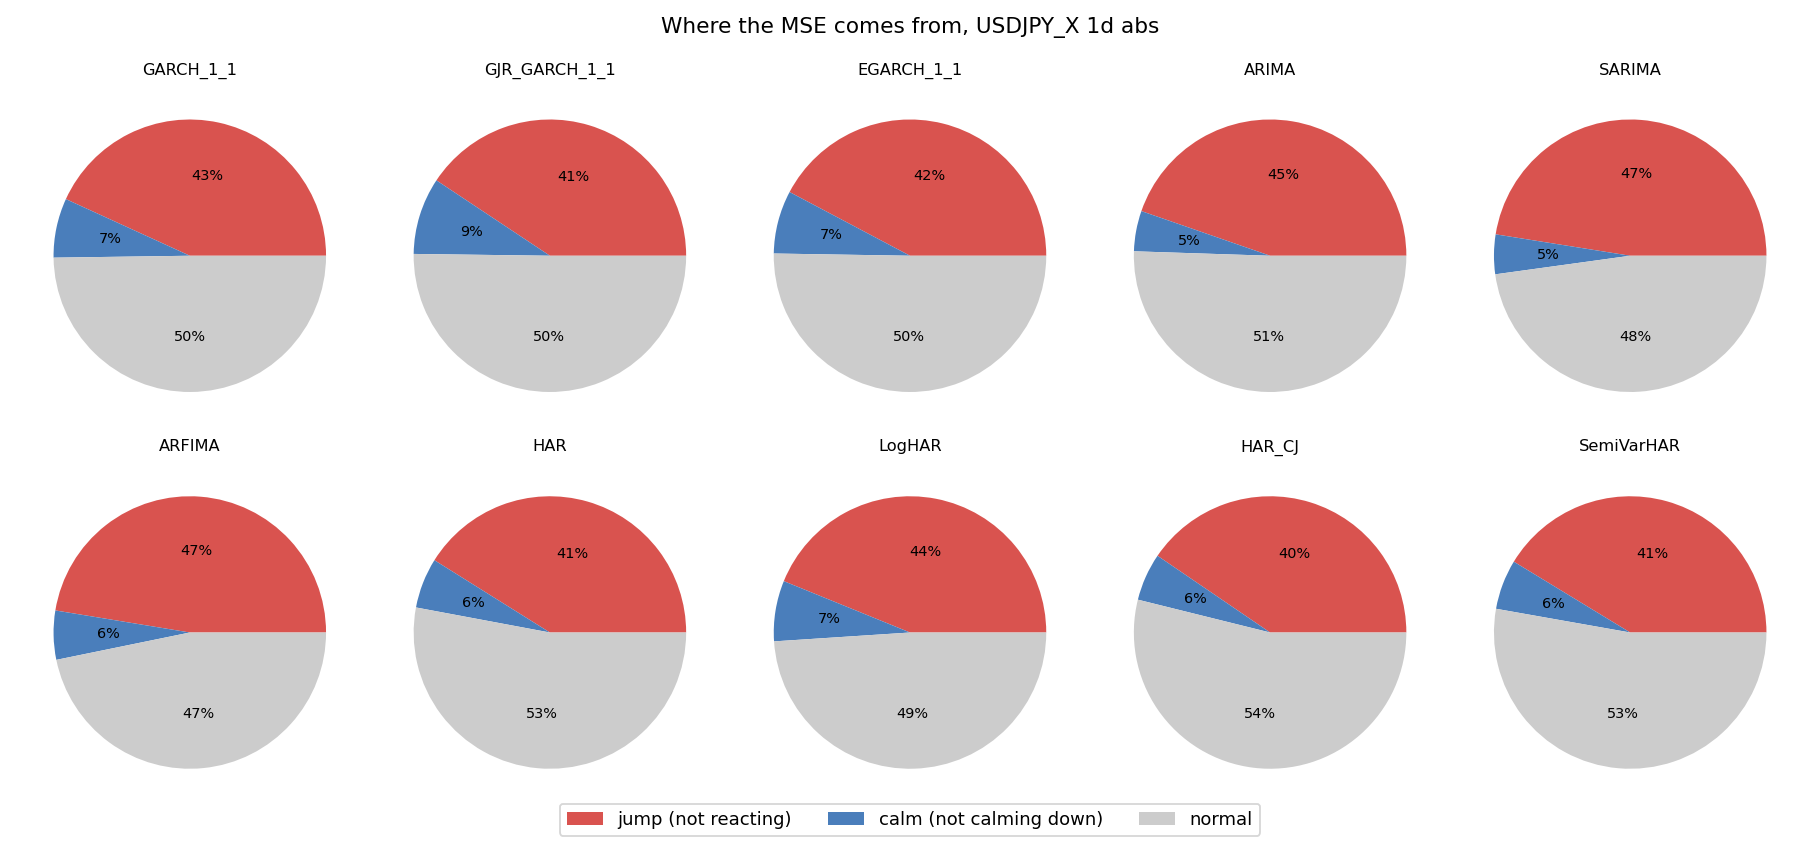 Where the MSE comes from, USDJPY_X 1d abs
GARCH_1_1
GJR_GARCH_1_1
EGARCH_1_1
ARIMA
SARIMA
43%
7%
50%
41%
9%
50%
42%
7%
50%
45%
5%
51%
47%
5%
48%
ARFIMA
HAR
LogHAR
HAR_CJ
SemiVarHAR
47%
6%
47%
41%
6%
53%
44%
7%
49%
40%
6%
54%
41%
6%
53%
jump (not reacting)
calm (not calming down)
normal